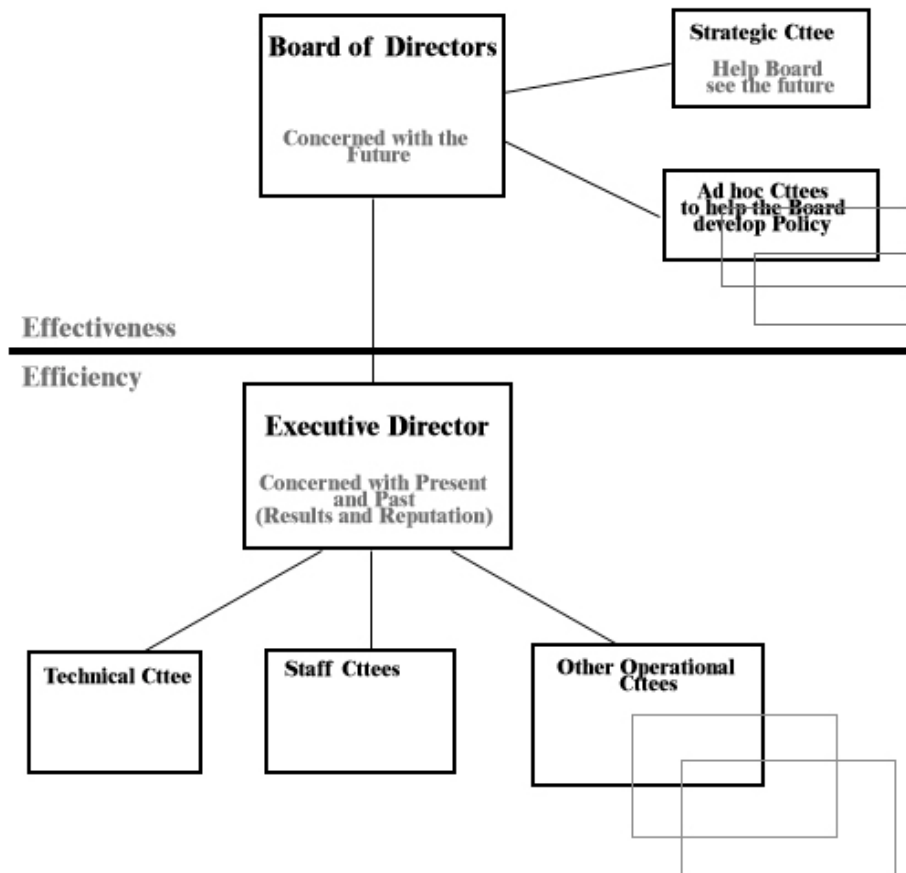 Board of Directors
Concerned with the
Future
Strategic Cttee
Help Board
see the future
Ad hoc Cttees
to help the Board
develop Policy
Effectiveness
Efficiency
Executive Director
Concerned with Present
and Past
(Results and Reputation)
Technical Cttee
Staff Cttees
Other Operational
Cttees